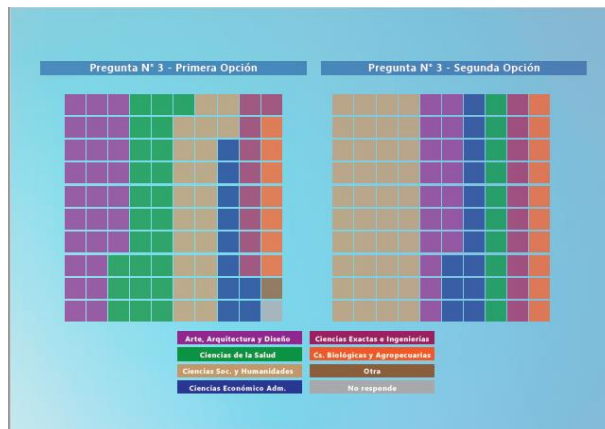 Pregunta N° 3 - Primera Opción
Pregunta N° 3 - Segunda Opción
Arte, Arquitectura y Diseño
Ciencias Exactas e Ingenierias
Ciencias de la Salud
Cs. Biológicas y Agropecuarias
Ciencias Soc. y Humanidades
Otra
Ciencias Económico Adm.
No responde